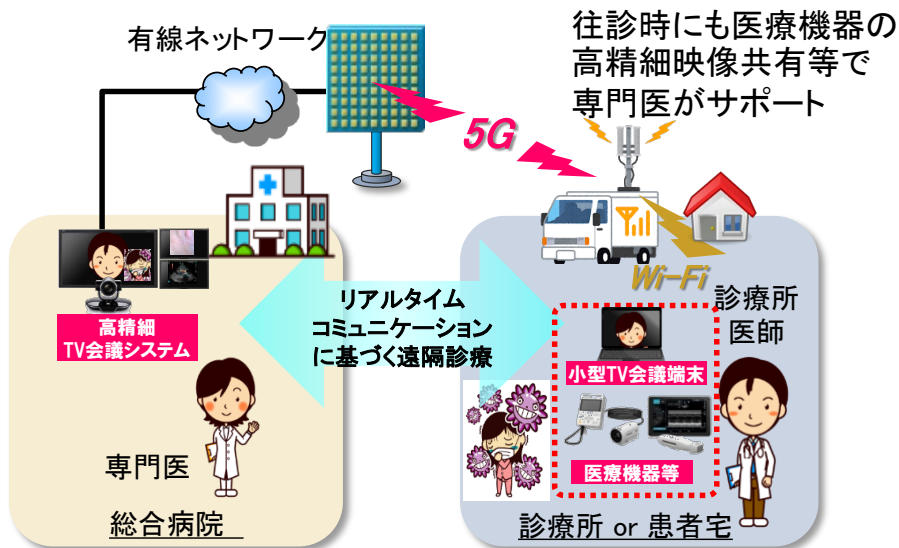 有線ネットワーク
往診時にも医療機器の
高精細映像共有等で
専門医がサポート
5G
Wi-Fi
高精細
TV会議システム
リアルタイム
コミュニケーション
に基づく遠隔診療
診療所
医師
小型TV会議端末
医療機器等
専門医
総合病院
診療所 or 患者宅